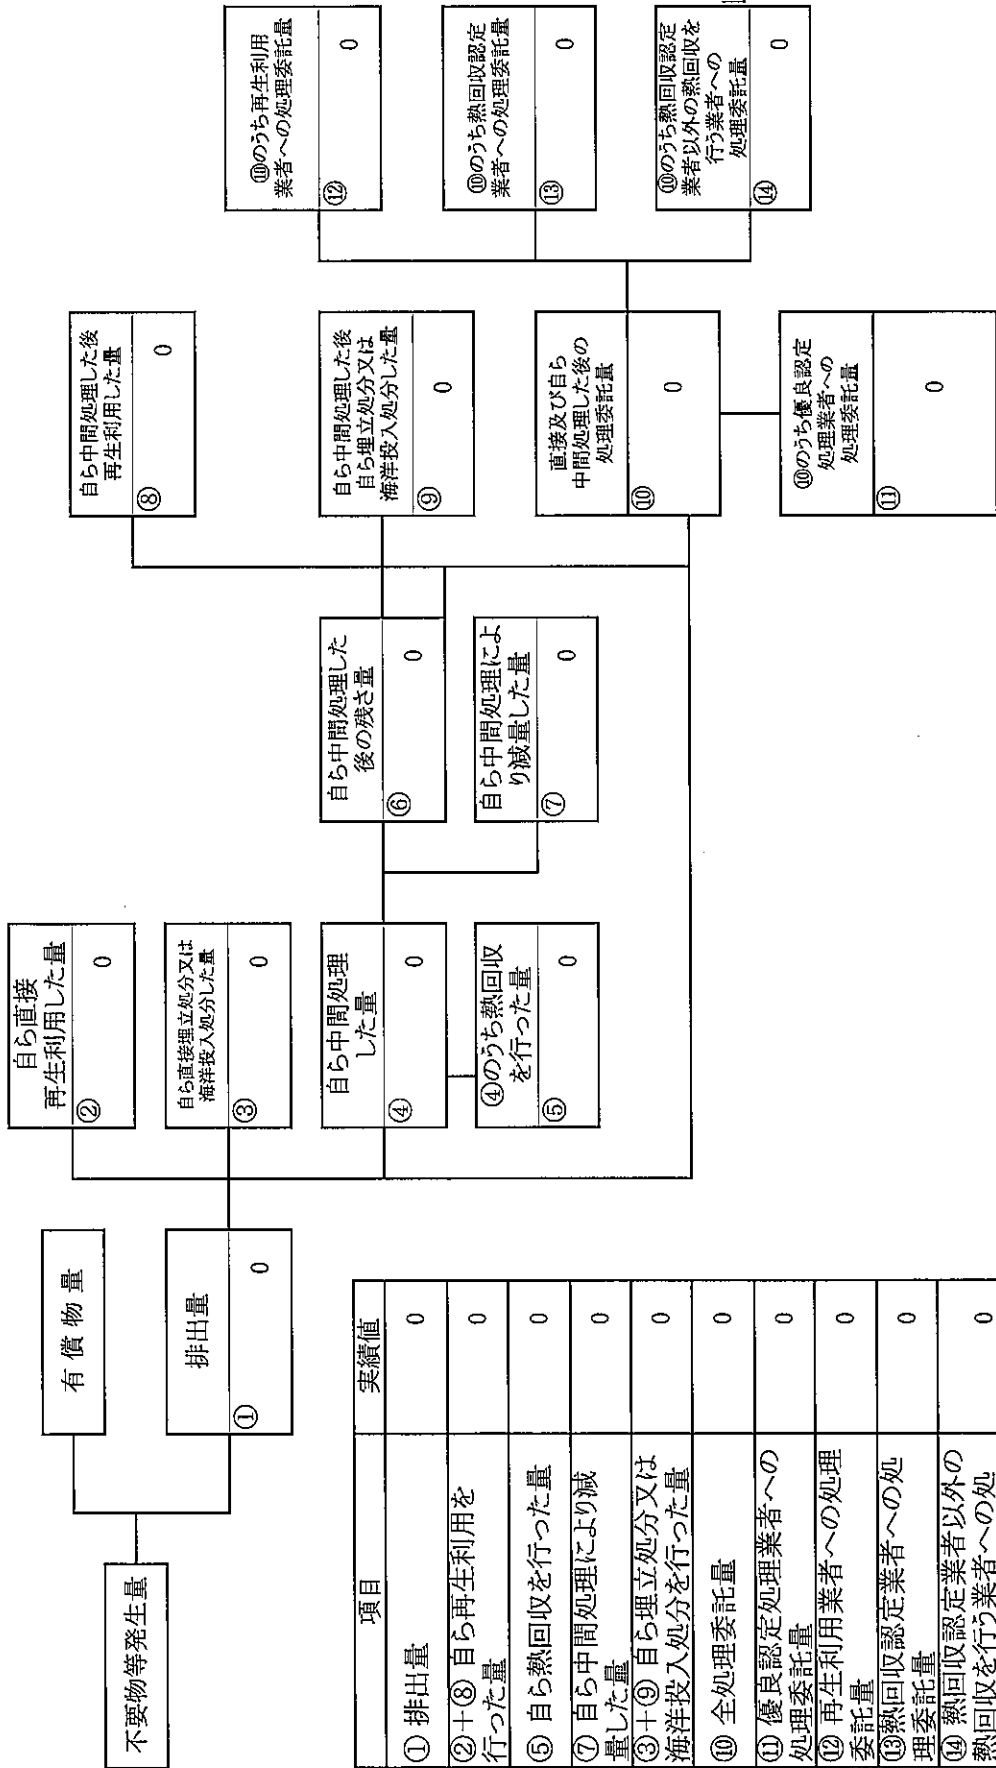 不要物等発生量
有償物量
排出量
① 0
自ら直接
再生利用した量
② 0
自ら直接埋立処分又は
海洋投入処分した量
③ 0
自ら中間処理
した量
④ 0
④のうち熱回収
を行った量
⑤ 0
自ら中間処理した
後の残さ量
⑥ 0
自ら中間処理によ
り減量した量
⑦ 0
自ら中間処理した後
再生利用した量
⑧ 0
自ら中間処理した後
自ら埋立処分又は
海洋投入処分した量
⑨ 0
直接及び自ら
中間処理した後の
処理委託量
⑩ 0
⑩のうち優良認定
処理業者への
処理委託量
⑪ 0
⑩のうち再生利用
業者への処理委託量
⑫ 0
⑩のうち熱回収認定
業者への処理委託量
⑬ 0
⑩のうち熱回収認定
業者以外の熱回収を
行う業者への
処理委託量
⑭ 0
項目 実績値
① 排出量 0
②+⑧ 自ら再生利用を
行った量 0
⑤ 自ら熱回収を行った量 0
⑦ 自ら中間処理により減
量した量 0
③+⑨ 自ら埋立処分又は
海洋投入処分を行った量 0
⑩ 全処理委託量 0
⑪ 優良認定処理業者への
処理委託量 0
⑫ 再生利用業者への処理
委託量 0
⑬熱回収認定業者への処
理委託量 0
⑭ 熱回収認定業者以外の
熱回収を行う業者への処 0